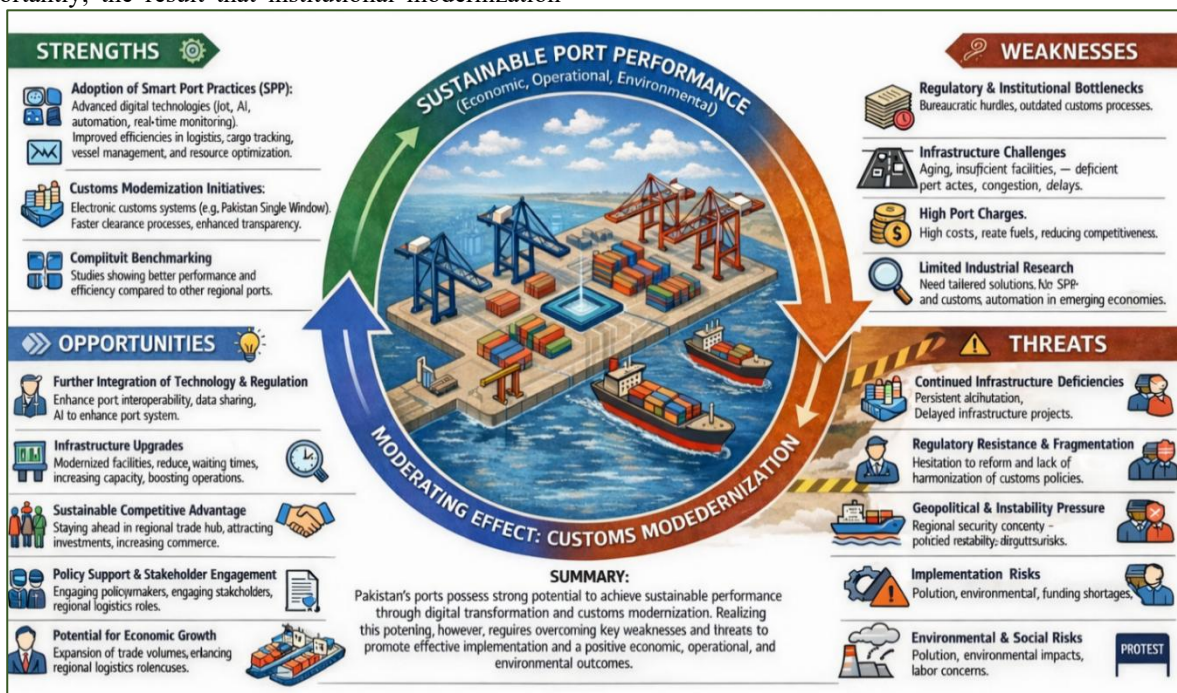 portantly, the result that institutional modernization
STRENGTHS
Adoption of Smart Port Practices (SPP):
Advanced digital technologies (Iot, AI,
automation, real-time monitoring).
Improved efficiencies in logistics, cargo tracking,
vessel management, and resource optimization.
Customs Modemization Initiatives:
Electronic customs systems (e.g, Pakistan Single Window).
Faster clearance processes, enhanced transparency.
Complitvit Benchmarking
Studies showing better performance and
efficiency compared to other regional ports.
OPPORTUNITIES
Further Integration of Technology & Regulation
Enhance port interoperability, data sharing,
AI to enhance port system.
Infrastructure Upgrades
Modernized facilities, reduce, waiting times,
increasing capacity, boosting operations.
Sustainable Competitive Advantage
Staying ahead in regional trade hub, attracting
investments, increasing commerce.
Policy Support & Stakeholder Engagement
Engaging policymakers, engaging stakeholders,
regional logistics roles.
Potential for Economic Growth
Expansion of trade volumes, enlancing
regional logistics rolencuses.
SUSTAINABLE PORT PERFORMANCE
(Economic, Operational, Environmental)
MODERATING EFFECT: CUSTOMS MODEDERNIZATION
SUMMARY:
Pakistan's ports possess strong potential to achieve sustainable performance
through digital transformation and customs modernization. Realizing
this potening, however, requires overcoming key weaknesses and threats to
promote effective implementation and a positive economic, operational, and
environmental outcomes.
WEAKNESSES
Regulatory & Institutional Bottlenecks
Bureaucratic hurdles, outdated customs processes.
Infrastructure Challenges
Aging, insufficient facilities, — deficient
pert actes, congestion, delays.
High Port Charges.
High costs, reate fuels, reducing competitiveness.
Limited Industrial Research
Need tailored solutions. No SPP-
and customs automation in emerging economies.
THREATS
Continued Infrastructure Deficiencies
Persistent
Delayed infrastructure projects.
Regulatory Resistance & Fragmentation
Hesitation to reform and lack of
harmonization of customs policies.
Geopolitical & Instability Pressure
Regional security concenty -
Implementation Risks
Polution, environmental, funding shortages,
Environmental & Social Risks
Polution, environmental impacts,
labor concerns.
PROTEST